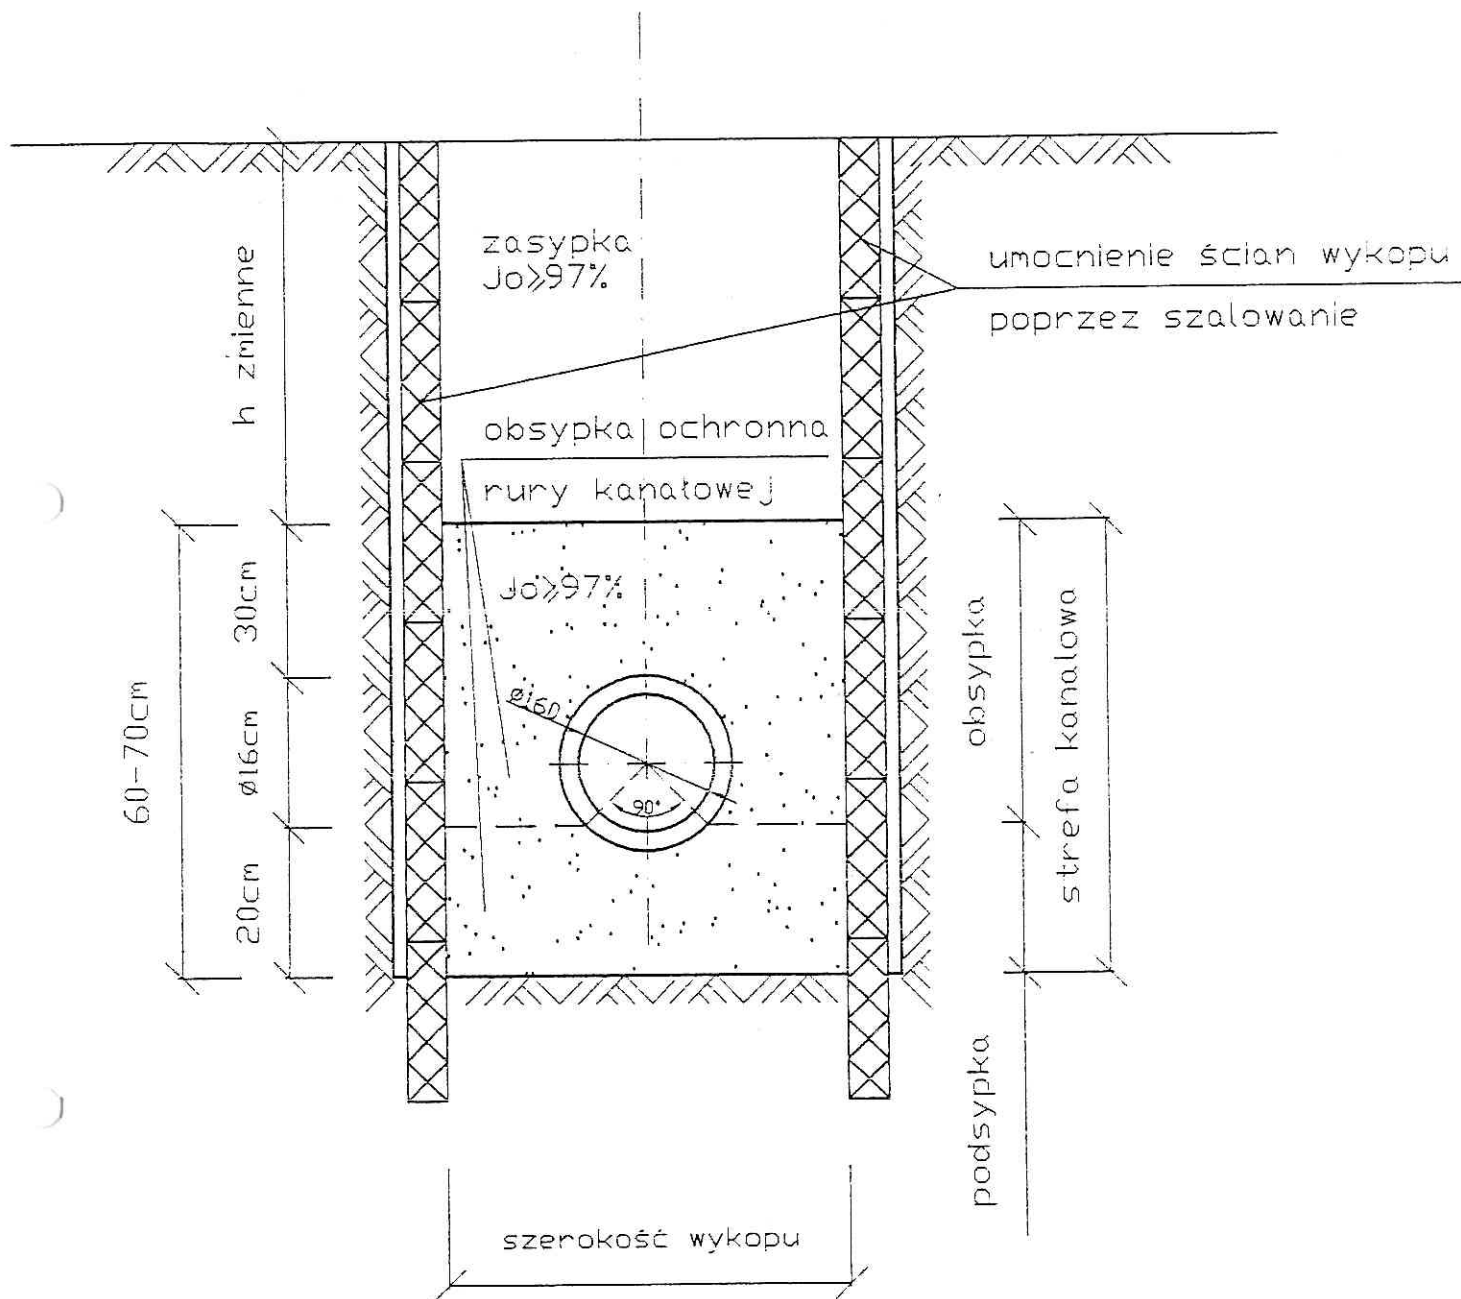 zasypka
Jo≥97%
umocnienie ścian wykopu
poprzez szalowanie
h zmienne
obsypka ochronna
rury kanałowej
Jo≥97%
30cm
ø160
ø16cm
60-70cm
90°
20cm
obsypka
strefa kanalowa
podsypka
szerokość wykopu